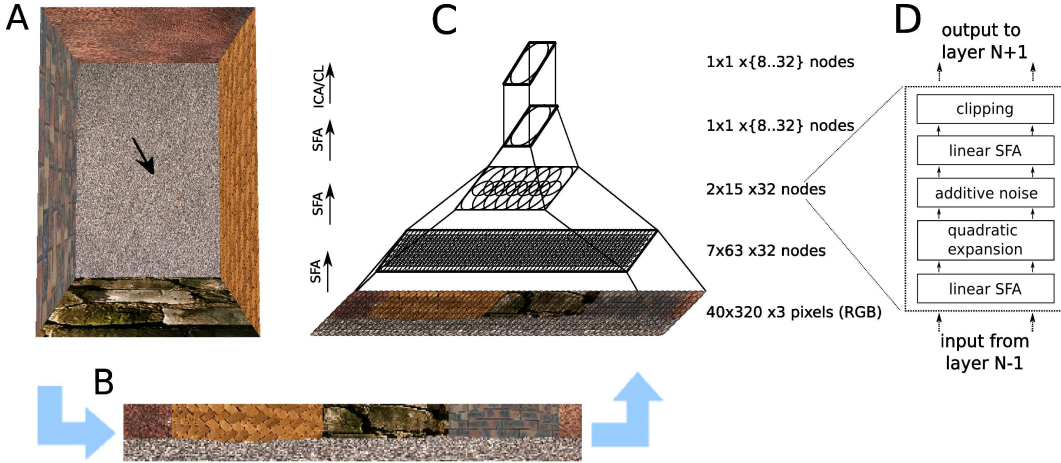 A
C
D
output to
layer N+1
ICA/CL
1x1 x{8..32} nodes
clipping
SFA
1x1 x{8..32} nodes
linear SFA
SFA
2x15 x32 nodes
additive noise
quadratic
expansion
SFA
7x63 x32 nodes
linear SFA
40x320 x3 pixels (RGB)
input from
layer N-1
B